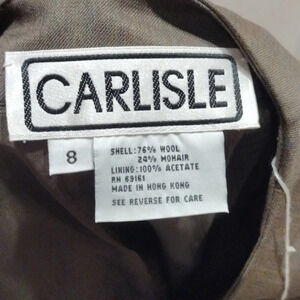 CARLISLE
8
SHELL: 76% WOOL
24% MOHAIR
LINING: 100% ACETATE
RN 69161
MADE IN HONG KONG
SEE REVERSE FOR CARE